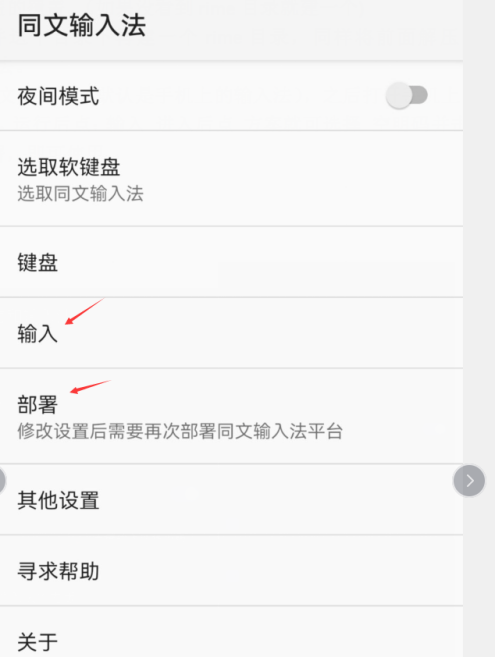 同文输入法
夜间模式
选取软键盘
选取同文输入法
键盘
输入
部署
修改设置后需要再次部署同文输入法平台
其他设置
寻求帮助
关于